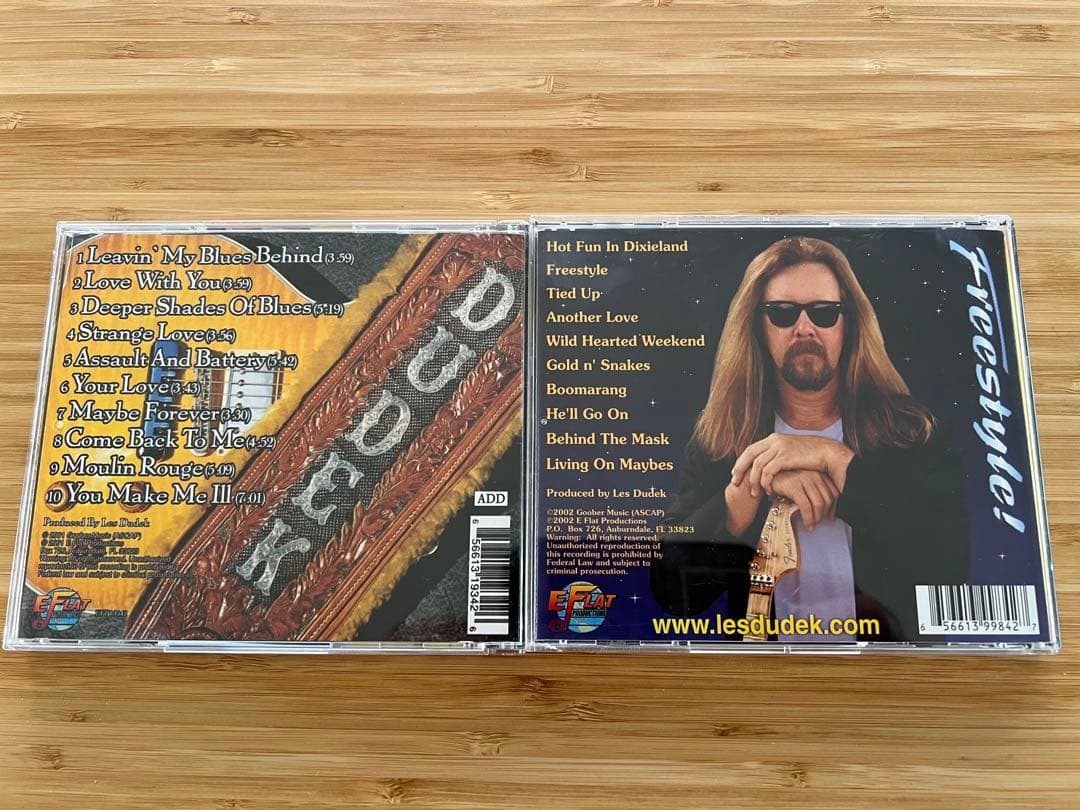 1 Leavin' My Blues Behind (3:59)
2 Love With You (3:59)
3 Deeper Shades Of Blues (5:19)
4 Strange Love (3:56)
5 Assault And Battery (5:42)
6 Your Love (3:43)
7 Maybe Forever (3:30)
8 Come Back To Me (4:52)
9 Moulin Rouge (5:09)
10 You Make Me Ill (7:01)
Produced By Les Dudek
E FLAT
DUDEK
ADD
6 56613 19342 6
Hot Fun In Dixieland
Freestyle
Tied Up
Another Love
Wild Hearted Weekend
Gold n' Snakes
Boomarang
He'll Go On
Behind The Mask
Living On Maybes
Produced by Les Dudek
©2002 Goober Music (ASCAP)
℗2002 E Flat Productions
P.O. Box 726, Auburndale, FL 33823
Warning: All rights reserved.
Unauthorized reproduction of
this recording is prohibited by
Federal Law and subject to
criminal prosecution.
E FLAT
PRODUCTIONS
www.lesdudek.com
Fender
Freestyle!
6 56613 99842 7